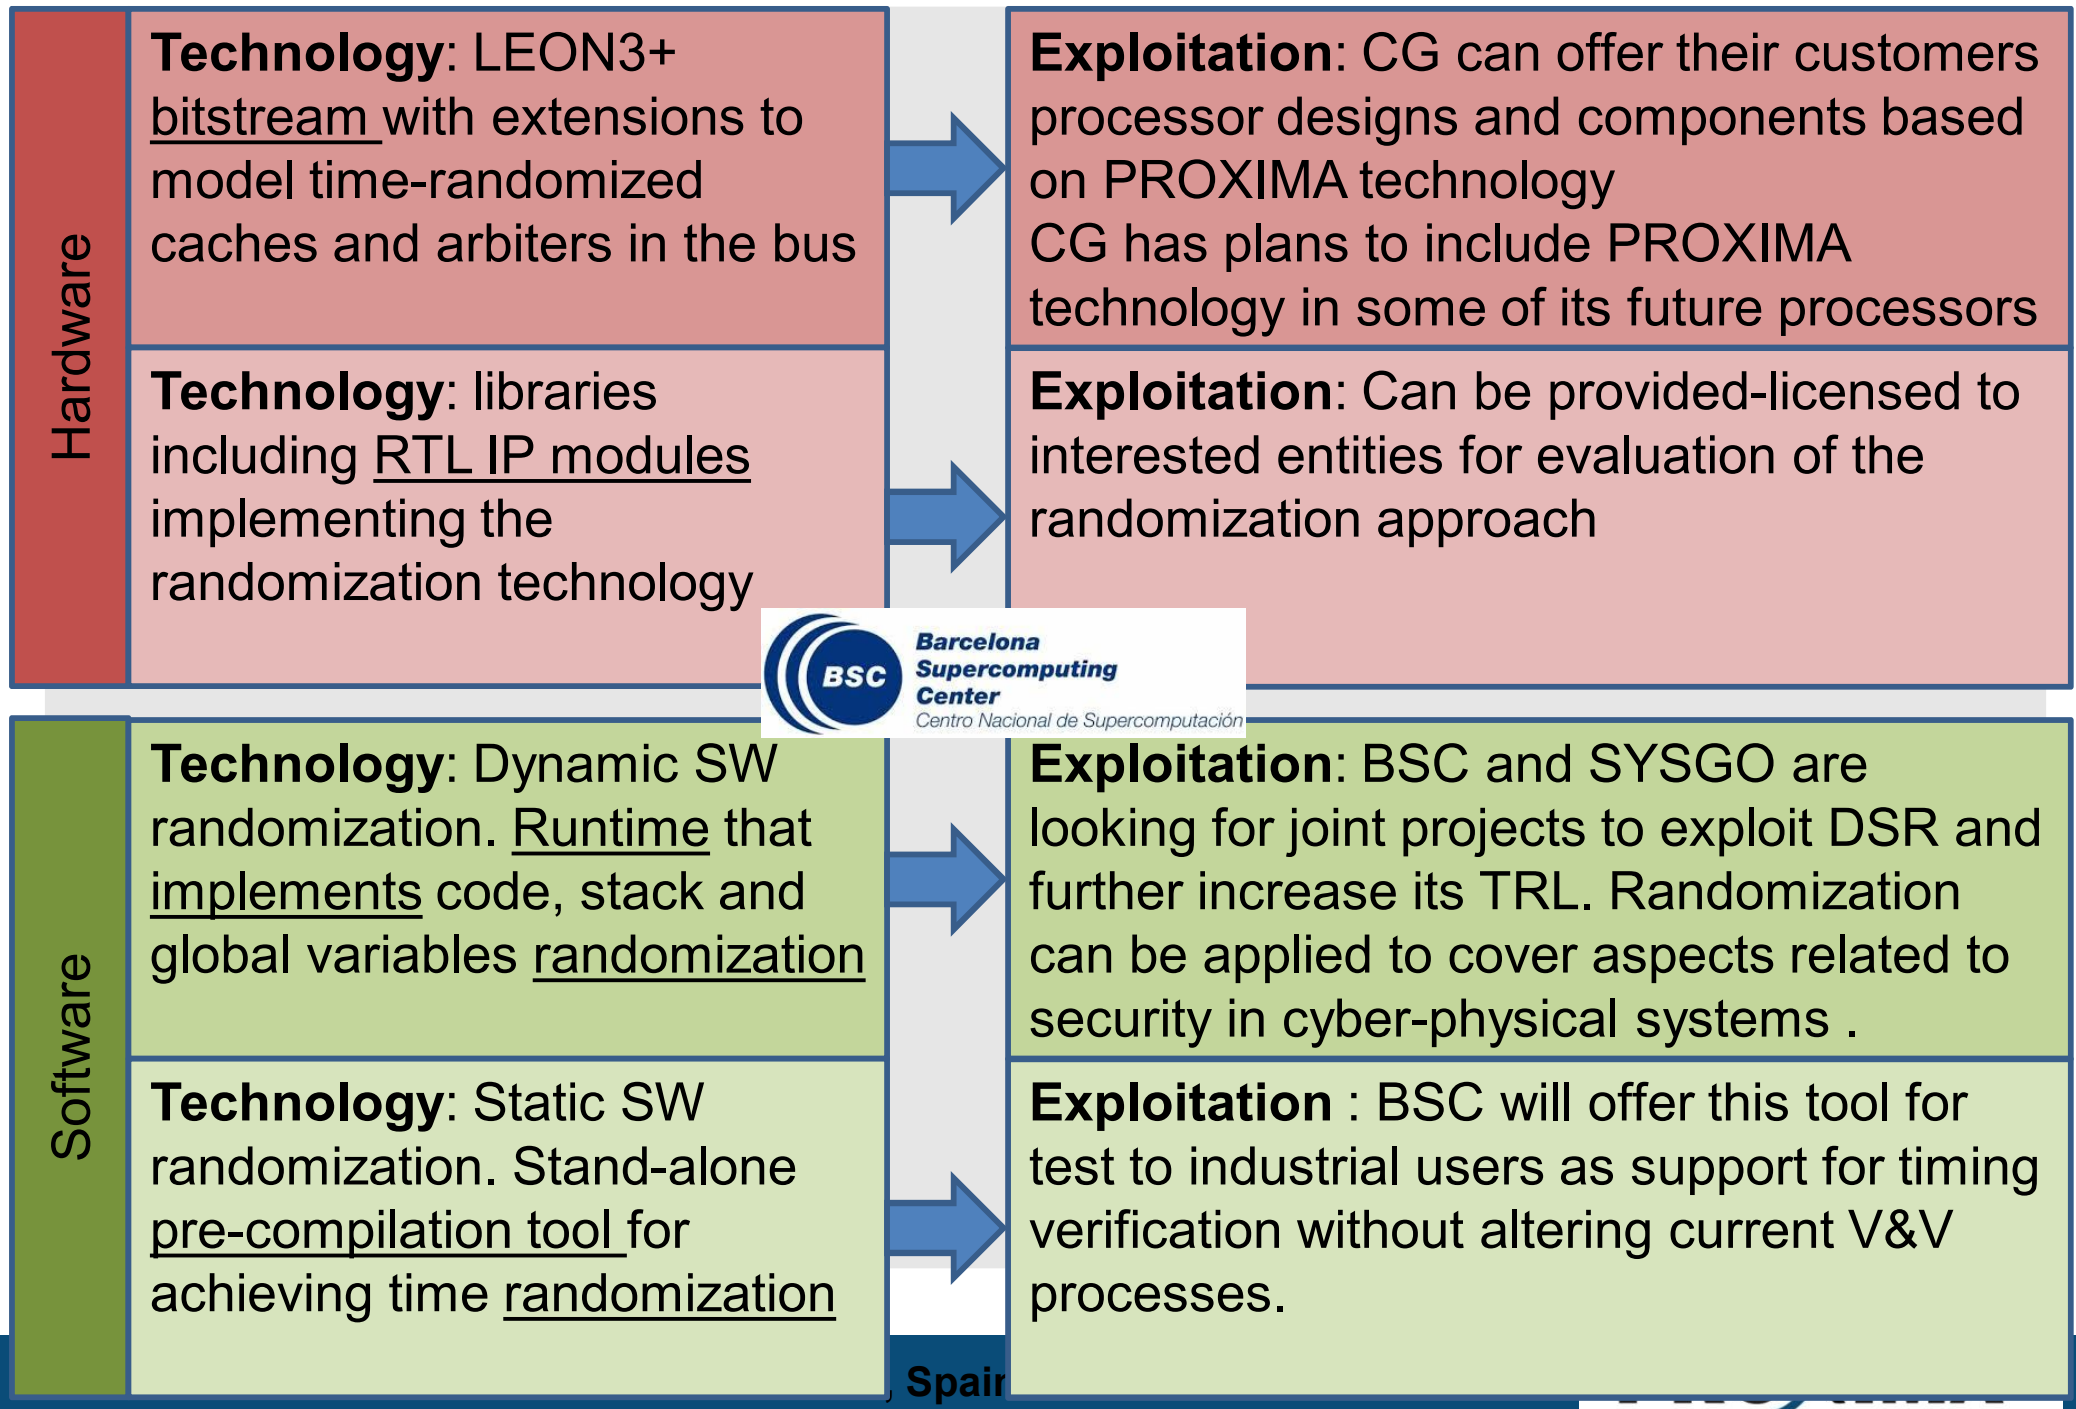 Hardware
Technology: LEON3+
bitstream with extensions to
model time-randomized
caches and arbiters in the bus
Exploitation: CG can offer their customers
processor designs and components based
on PROXIMA technology
CG has plans to include PROXIMA
technology in some of its future processors
Technology: libraries
including RTL IP modules
implementing the
randomization technology
Exploitation: Can be provided-licensed to
interested entities for evaluation of the
randomization approach
BSC
Barcelona
Supercomputing
Center
Centro Nacional de Supercomputación
Software
Technology: Dynamic SW
randomization. Runtime that
implements code, stack and
global variables randomization
Exploitation: BSC and SYSGO are
looking for joint projects to exploit DSR and
further increase its TRL. Randomization
can be applied to cover aspects related to
security in cyber-physical systems .
Technology: Static SW
randomization. Stand-alone
pre-compilation tool for
achieving time randomization
Exploitation : BSC will offer this tool for
test to industrial users as support for timing
verification without altering current V&V
processes.
, Spain